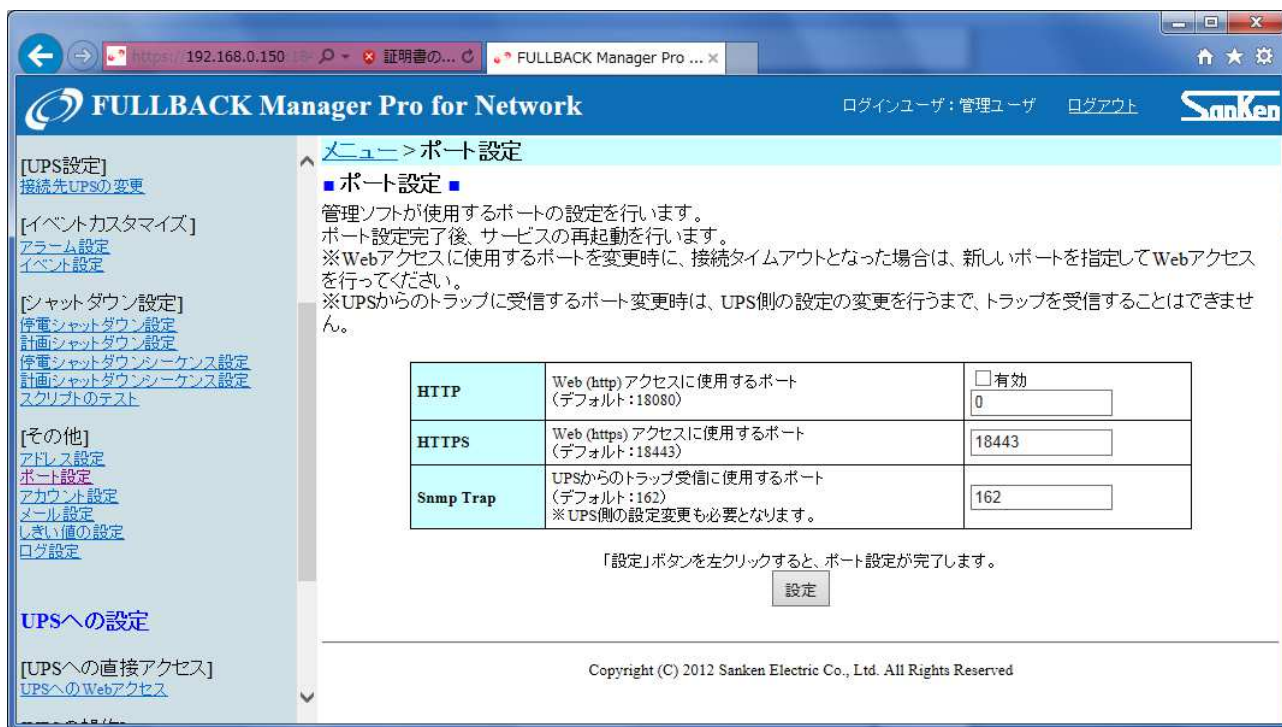 https://192.168.0.150:18
証明書の...
FULLBACK Manager Pro ...
FULLBACK Manager Pro for Network
ログインユーザ：管理ユーザ
ログアウト
SanKen
[UPS設定]
接続先UPSの変更
[イベントカスタマイズ]
アラーム設定
イベント設定
[シャットダウン設定]
停電シャットダウン設定
計画シャットダウン設定
停電シャットダウンシーケンス設定
計画シャットダウンシーケンス設定
スクリプトのテスト
[その他]
アドレス設定
ポート設定
アカウント設定
メール設定
しきい値の設定
ログ設定
UPSへの設定
[UPSへの直接アクセス]
UPSへのWebアクセス
メニュー > ポート設定
■ ポート設定 ■
管理ソフトが使用するポートの設定を行います。
ポート設定完了後、サービスの再起動を行います。
※Webアクセスに使用するポートを変更時に、接続タイムアウトとなった場合は、新しいポートを指定してWebアクセス
を行ってください。
※UPSからのトラップに受信するポート変更時は、UPS側の設定の変更を行うまで、トラップを受信することはできませ
ん。
HTTP
Web (http) アクセスに使用するポート
（デフォルト：18080）
有効
0
HTTPS
Web (https) アクセスに使用するポート
（デフォルト：18443）
18443
Snmp Trap
UPSからのトラップ受信に使用するポート
（デフォルト：162）
※UPS側の設定変更も必要となります。
162
「設定」ボタンを左クリックすると、ポート設定が完了します。
設定
Copyright (C) 2012 Sanken Electric Co., Ltd. All Rights Reserved